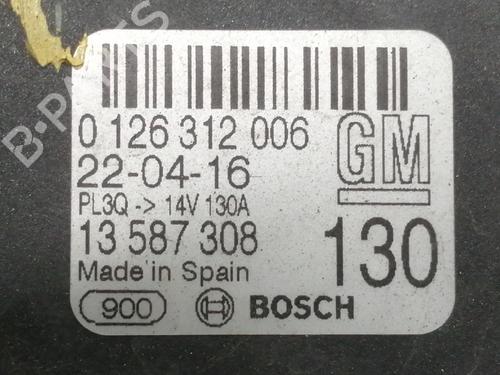 0 126 312 006
GM
22-04-16
PL3Q -> 14V 130A
13 587 308
130
Made in Spain
900 BOSCH
B-PARTS